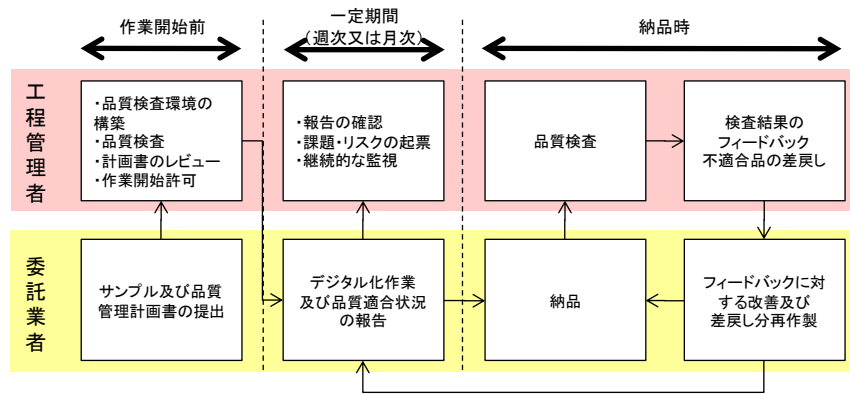 作業開始前
一定期間
(週次又は月次)
納品時
工程管理者
・品質検査環境の
構築
・品質検査
・計画書のレビュー
・作業開始許可
・報告の確認
・課題・リスクの起票
・継続的な監視
品質検査
検査結果の
フィードバック
不適合品の差戻し
委託業者
サンプル及び品質
管理計画書の提出
デジタル化作業
及び品質適合状況
の報告
納品
フィードバックに対
する改善及び
差戻し分再作製